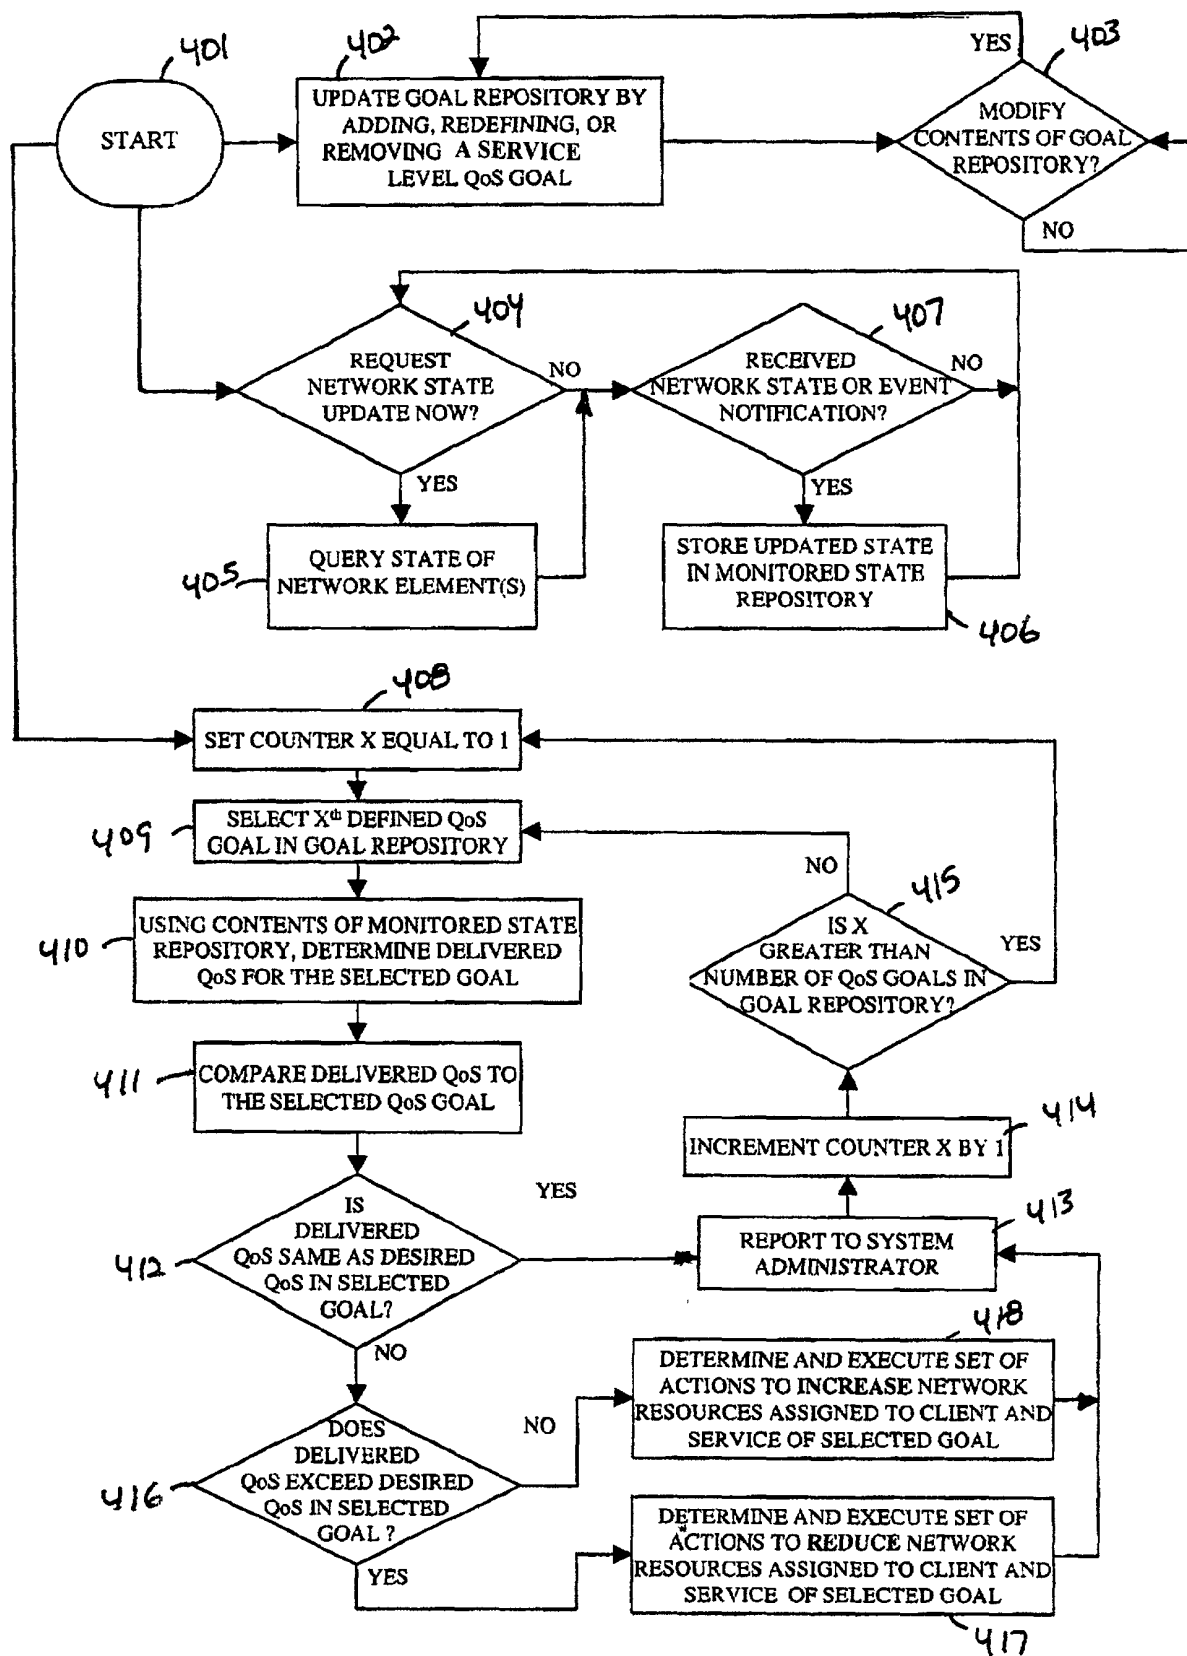 401
START
402
UPDATE GOAL REPOSITORY BY
ADDING, REDEFINING, OR
REMOVING A SERVICE
LEVEL QoS GOAL
YES
403
MODIFY
CONTENTS OF GOAL
REPOSITORY?
NO
404
REQUEST
NETWORK STATE
UPDATE NOW?
NO
YES
407
RECEIVED
NETWORK STATE OR EVENT
NOTIFICATION?
NO
YES
405
QUERY STATE OF
NETWORK ELEMENT(S)
STORE UPDATED STATE
IN MONITORED STATE
REPOSITORY
406
408
SET COUNTER X EQUAL TO 1
409
SELECT Xth DEFINED QoS
GOAL IN GOAL REPOSITORY
410
USING CONTENTS OF MONITORED STATE
REPOSITORY, DETERMINE DELIVERED
QoS FOR THE SELECTED GOAL
411
COMPARE DELIVERED QoS TO
THE SELECTED QoS GOAL
412
IS
DELIVERED
QoS SAME AS DESIRED
QoS IN SELECTED
GOAL?
YES
NO
413
REPORT TO SYSTEM
ADMINISTRATOR
414
INCREMENT COUNTER X BY 1
415
IS X
GREATER THAN
NUMBER OF QoS GOALS IN
GOAL REPOSITORY?
NO
YES
416
DOES
DELIVERED
QoS EXCEED DESIRED
QoS IN SELECTED
GOAL ?
NO
YES
418
DETERMINE AND EXECUTE SET OF
ACTIONS TO INCREASE NETWORK
RESOURCES ASSIGNED TO CLIENT AND
SERVICE OF SELECTED GOAL
DETERMINE AND EXECUTE SET OF
ACTIONS TO REDUCE NETWORK
RESOURCES ASSIGNED TO CLIENT AND
SERVICE OF SELECTED GOAL
417